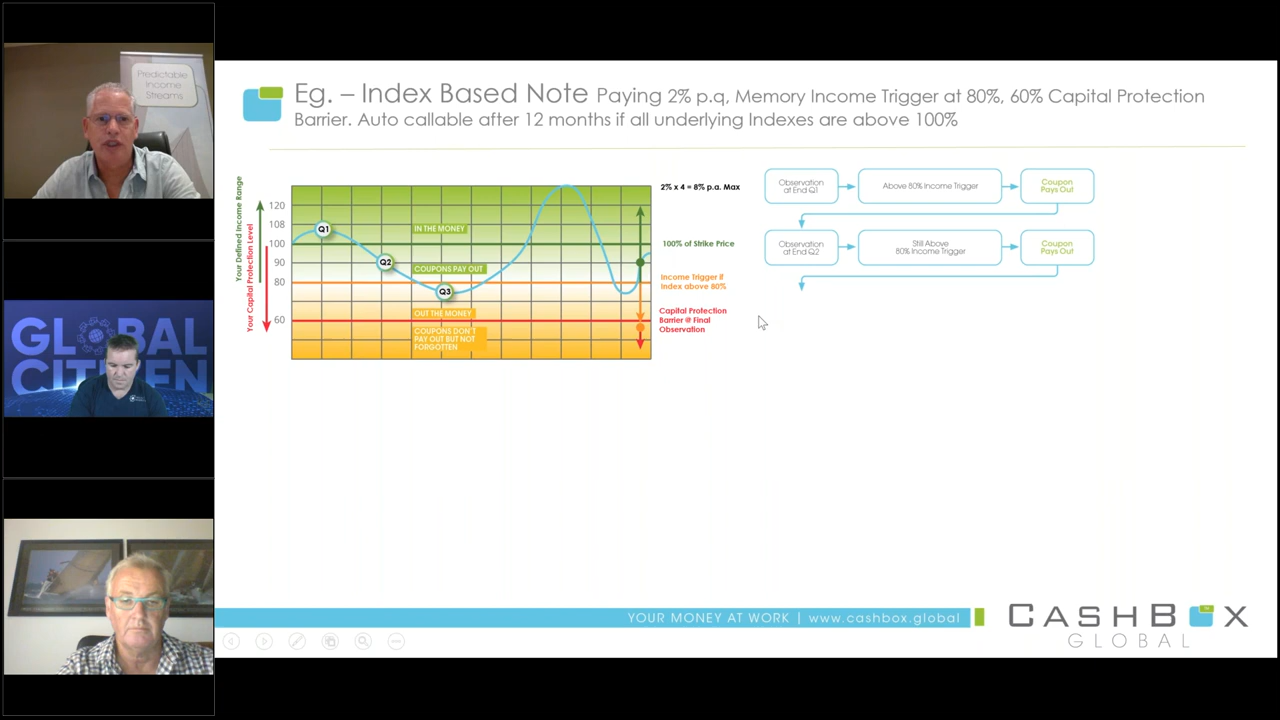 Predictable
Income
Streams
GLOBAL
CITIZEN
Eg. – Index Based Note Paying 2% p.q, Memory Income Trigger at 80%, 60% Capital Protection
Barrier. Auto callable after 12 months if all underlying Indexes are above 100%
Your Defined Income Range
Your Capital Protection Level
120
108
100
90
80
60
Q1
Q2
Q3
IN THE MONEY
COUPONS PAY OUT
OUT THE MONEY
COUPONS DON'T
PAY OUT BUT NOT
FORGOTTEN
2% x 4 = 8% p.a. Max
100% of Strike Price
Income Trigger if
Index above 80%
Capital Protection
Barrier @ Final
Observation
Observation
at End Q1
Above 80% Income Trigger
Coupon
Pays Out
Observation
at End Q2
Still Above
80% Income Trigger
Coupon
Pays Out
YOUR MONEY AT WORK | www.cashbox.global
CASHBOX
GLOBAL